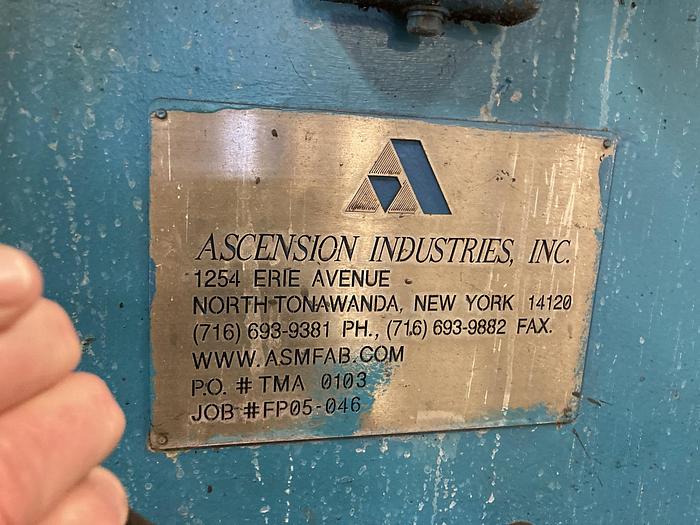 ASCENSION INDUSTRIES, INC.
1254 ERIE AVENUE
NORTH TONAWANDA, NEW YORK 14120
(716) 693-9381 PH., (716) 693-9882 FAX.
WWW.ASMFAB.COM
P.O. # TMA 0103
JOB #FP05-046